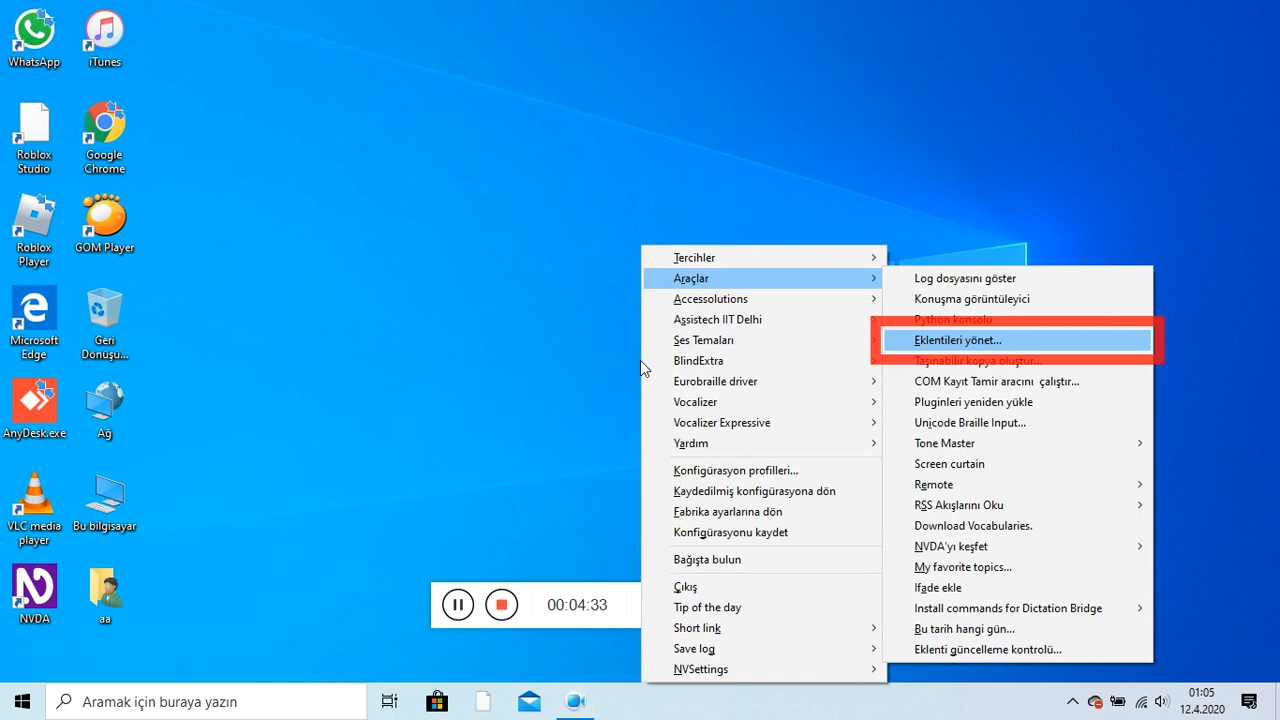 WhatsApp
iTunes
Roblox
Studio
Google
Chrome
Roblox
Player
GOM Player
Microsoft
Edge
Geri
Dönüşü...
AnyDesk.exe
Ağ
VLC media
player
Bu bilgisayar
NVDA
aa
00:04:33
Tercihler
Araçlar
Accessolutions
Assistech IIT Delhi
Ses Temaları
BlindExtra
Eurobraille driver
Vocalizer
Vocalizer Expressive
Yardım
Konfigürasyon profilleri...
Kaydedilmiş konfigürasyona dön
Fabrika ayarlarına dön
Konfigürasyonu kaydet
Bağışta bulun
Çıkış
Tip of the day
Short link
Save log
NVSettings
Log dosyasını göster
Konuşma görüntüleyici
Python konsolu
Eklentileri yönet...
Taşınabilir kopya oluştur...
COM Kayıt Tamir aracını çalıştır...
Pluginleri yeniden yükle
Unicode Braille Input...
Tone Master
Screen curtain
Remote
RSS Akışlarını Oku
Download Vocabularies.
NVDA'yı keşfet
My favorite topics...
İfade ekle
Install commands for Dictation Bridge
Bu tarih hangi gün...
Eklenti güncelleme kontrolü...
Aramak için buraya yazın
01:05
12.4.2020